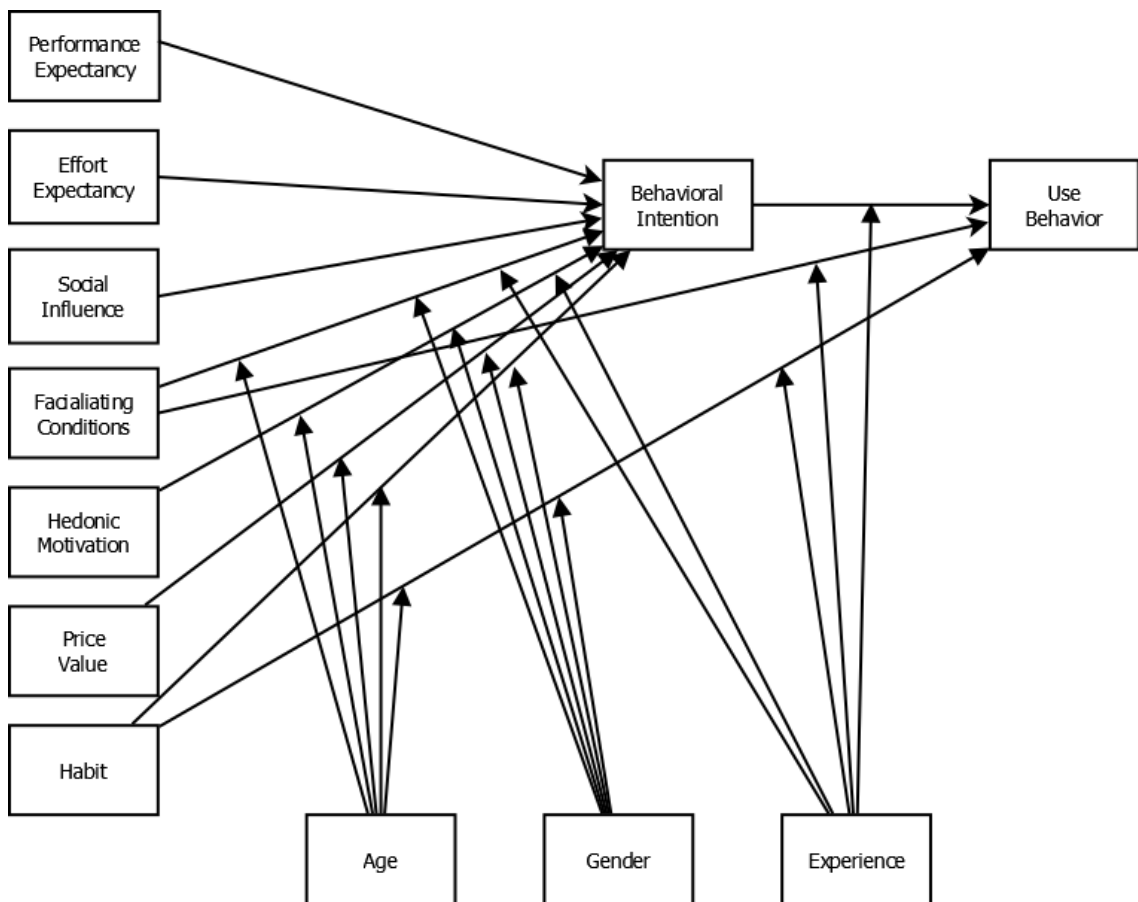 Performance
Expectancy
Effort
Expectancy
Behavioral
Intention
Use
Behavior
Social
Influence
Facialiating
Conditions
Hedonic
Motivation
Price
Value
Habit
Age
Gender
Experience